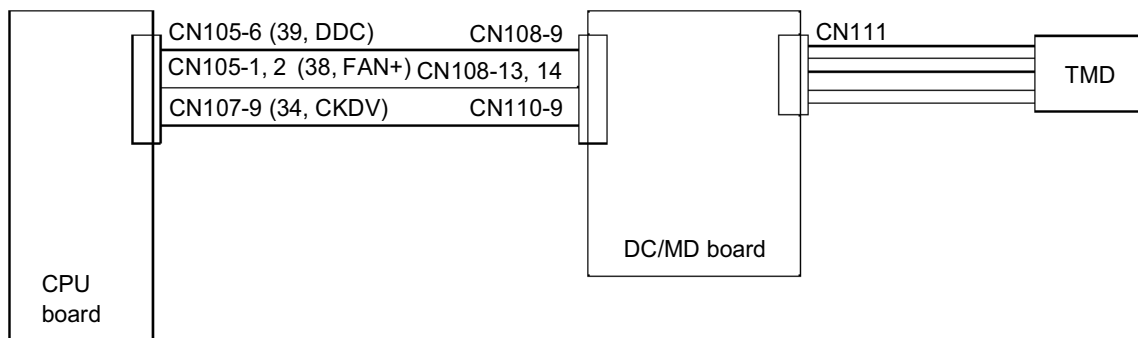 CN105-6 (39, DDC) CN108-9
CN105-1, 2 (38, FAN+) CN108-13, 14
CN107-9 (34, CKDV) CN110-9
CN111
TMD
DC/MD board
CPU
board